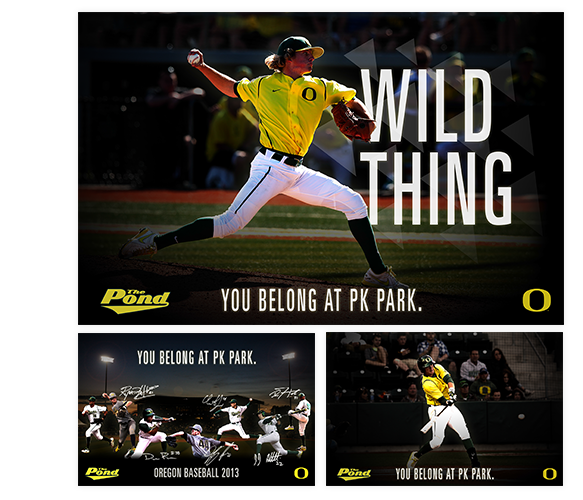 WILD
THING
The
Pond
YOU BELONG AT PK PARK.
O
YOU BELONG AT PK PARK.
The
Pond
OREGON BASEBALL 2013
O
The
Pond
YOU BELONG AT PK PARK.
O